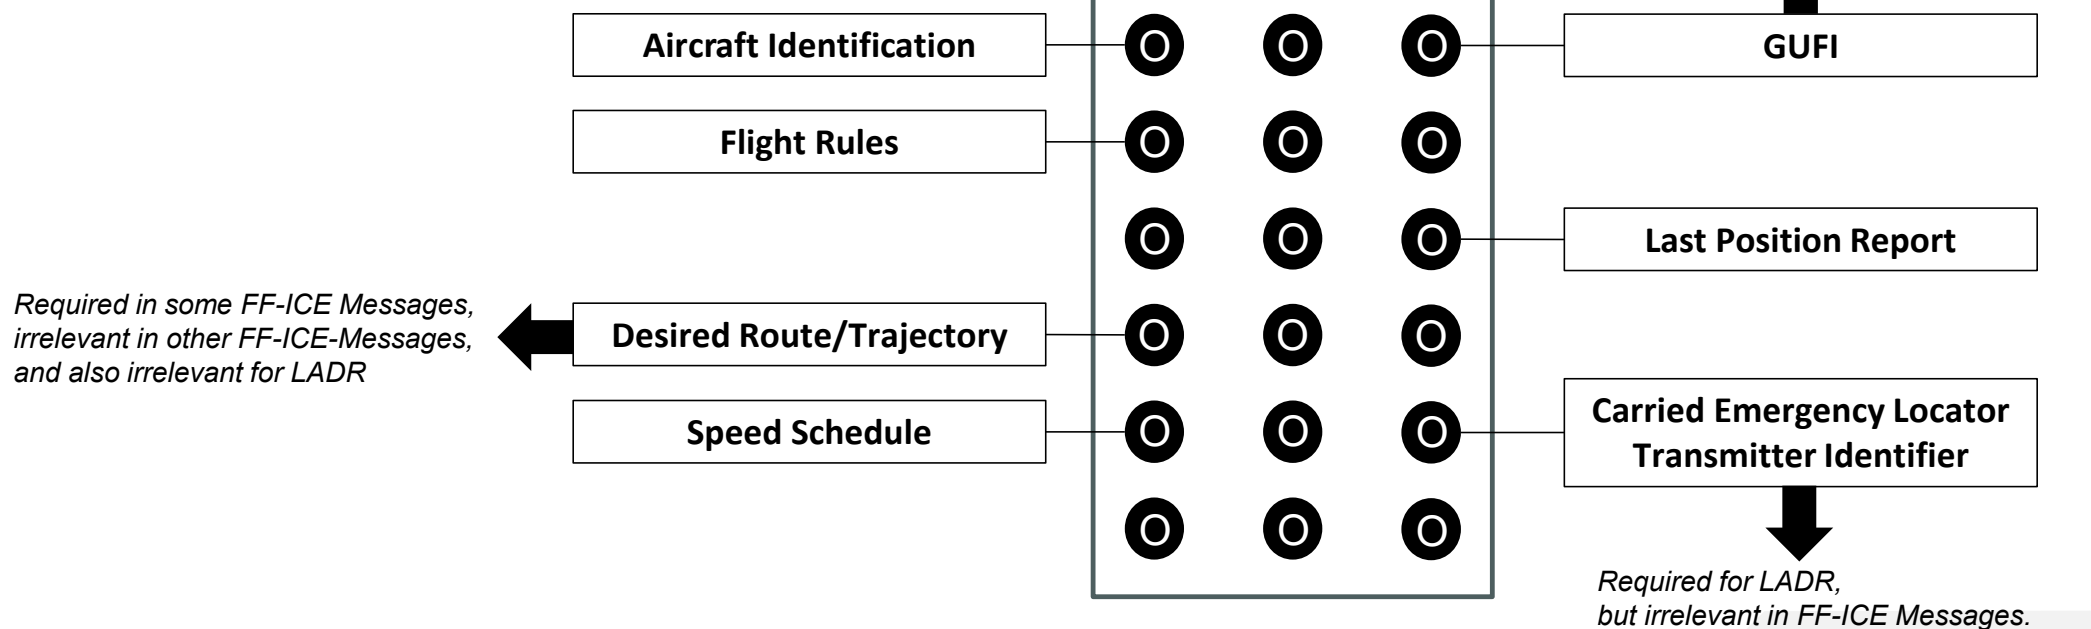 Aircraft Identification
O O O
GUFI
Flight Rules
O O O
O O O
Last Position Report
Required in some FF-ICE Messages,
irrelevant in other FF-ICE-Messages,
and also irrelevant for LADR
Desired Route/Trajectory
O O O
Speed Schedule
O O O
Carried Emergency Locator
Transmitter Identifier
O O O
Required for LADR,
but irrelevant in FF-ICE Messages.